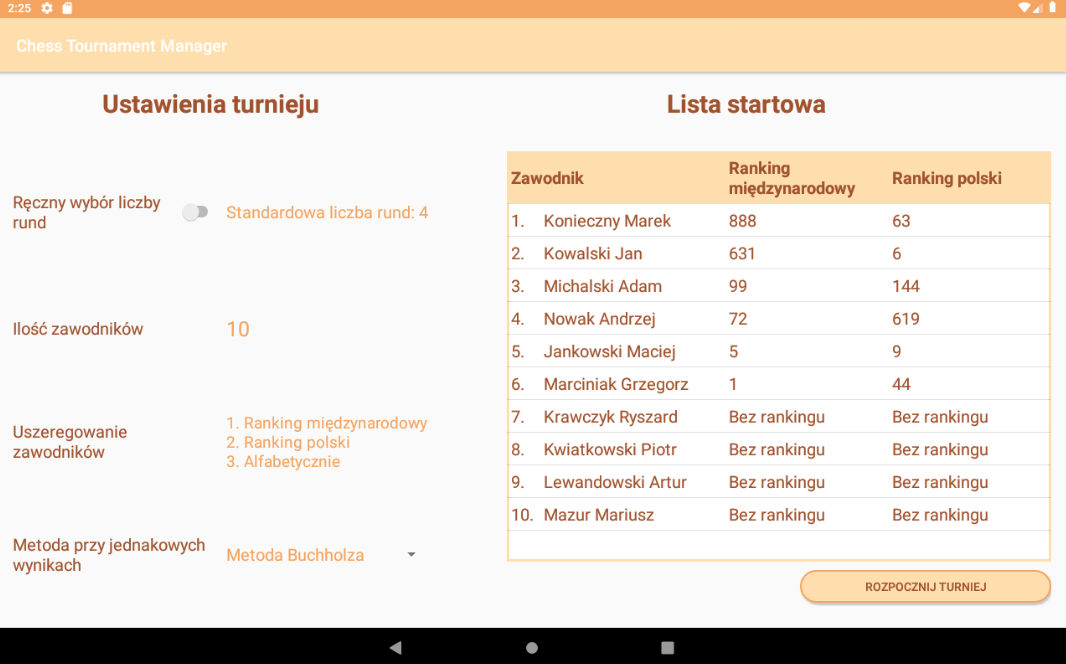 2:25
Chess Tournament Manager
Ustawienia turnieju
Ręczny wybór liczby
rund
Standardowa liczba rund: 4
Ilość zawodników
10
Uszeregowanie
zawodników
1. Ranking międzynarodowy
2. Ranking polski
3. Alfabetycznie
Metoda przy jednakowych
wynikach
Metoda Buchholza
Lista startowa
Zawodnik Ranking międzynarodowy Ranking polski
1. Konieczny Marek 888 63
2. Kowalski Jan 631 6
3. Michalski Adam 99 144
4. Nowak Andrzej 72 619
5. Jankowski Maciej 5 9
6. Marciniak Grzegorz 1 44
7. Krawczyk Ryszard Bez rankingu Bez rankingu
8. Kwiatkowski Piotr Bez rankingu Bez rankingu
9. Lewandowski Artur Bez rankingu Bez rankingu
10. Mazur Mariusz Bez rankingu Bez rankingu
ROZPOCZNIJ TURNIEJ